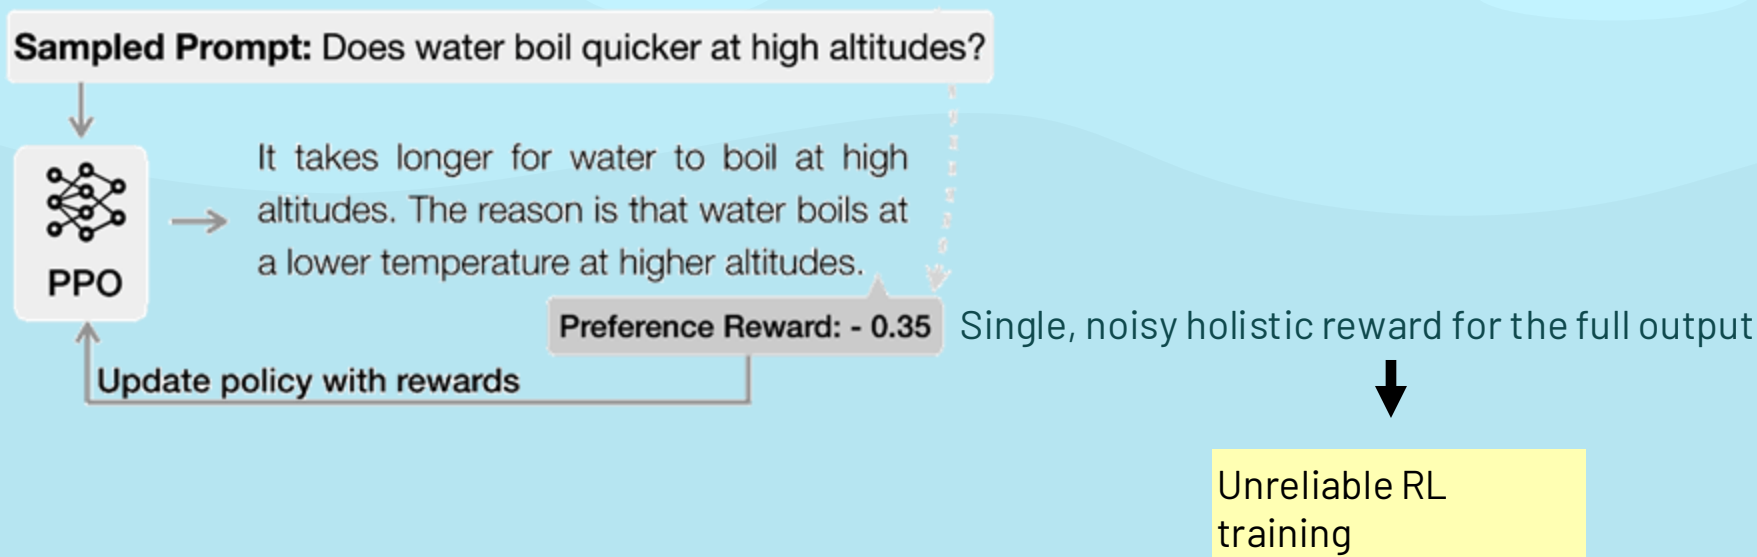 Sampled Prompt: Does water boil quicker at high altitudes?
It takes longer for water to boil at high
altitudes. The reason is that water boils at
a lower temperature at higher altitudes.
PPO
Preference Reward: - 0.35
Single, noisy holistic reward for the full output
Update policy with rewards
Unreliable RL
training